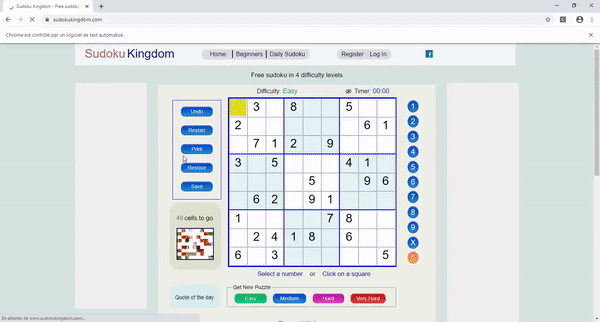 Sudoku Kingdom - Free sudoku
sudokukingdom.com
Chrome est contrôlé par un logiciel de test automatisé.
Sudoku Kingdom
Home | Beginners | Daily Sudoku
Register Log In
Free sudoku in 4 difficulty levels
Difficulty: Easy Timer: 00:00
Undo
Restart
Print
Restore
Save
49 cells to go
Quote of the day
3 8 5
2 6 1
7 1 2 9
3 5 4 1
5 9 6
6 2 9 1
1 7 8
2 4 1 8 6
6 3 5
1
2
3
4
5
6
7
8
9
X
Select a number or Click on a square
Get New Puzzle
Easy Medium Hard Very Hard
En attente de www.sudokukingdom.com...